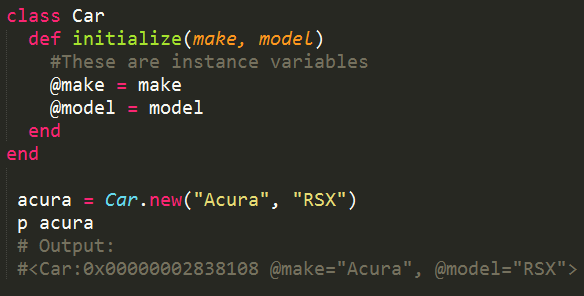 class Car
  def initialize(make, model)
    #These are instance variables
    @make = make
    @model = model
  end
end

acura = Car.new("Acura", "RSX")
p acura
# Output:
#<Car:0x00000002838108 @make="Acura", @model="RSX">